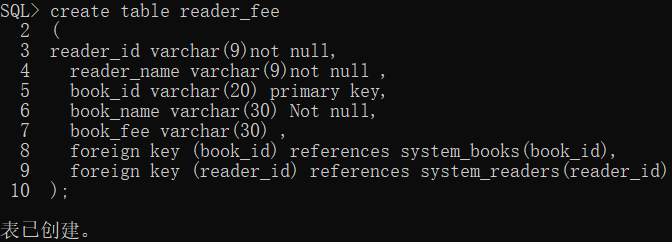 SQL> create table reader_fee
2 (
3 reader_id varchar(9)not null,
4 reader_name varchar(9)not null ,
5 book_id varchar(20) primary key,
6 book_name varchar(30) Not null,
7 book_fee varchar(30) ,
8 foreign key (book_id) references system_books(book_id),
9 foreign key (reader_id) references system_readers(reader_id)
10 );
表已创建。